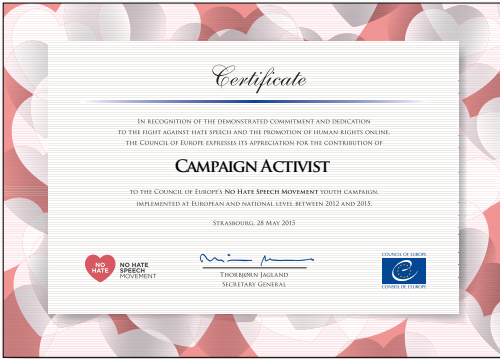 Certificate
In recognition of the demonstrated commitment and dedication
to the fight against hate speech and the promotion of human rights online,
the Council of Europe expresses its appreciation for the contribution of
Campaign Activist
to the Council of Europe's No Hate Speech Movement youth campaign,
implemented at European and national level between 2012 and 2015.
Strasbourg, 28 May 2015
NO
HATE
NO HATE
SPEECH
MOVEMENT
Thorbjørn Jagland
Secretary General
COUNCIL OF EUROPE
CONSEIL DE L'EUROPE